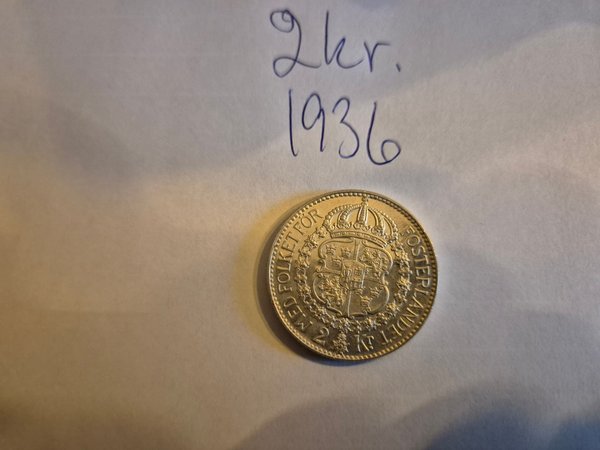 2kr.
1936
MED FOLKET FÖR FOSTERLANDET
2 KR